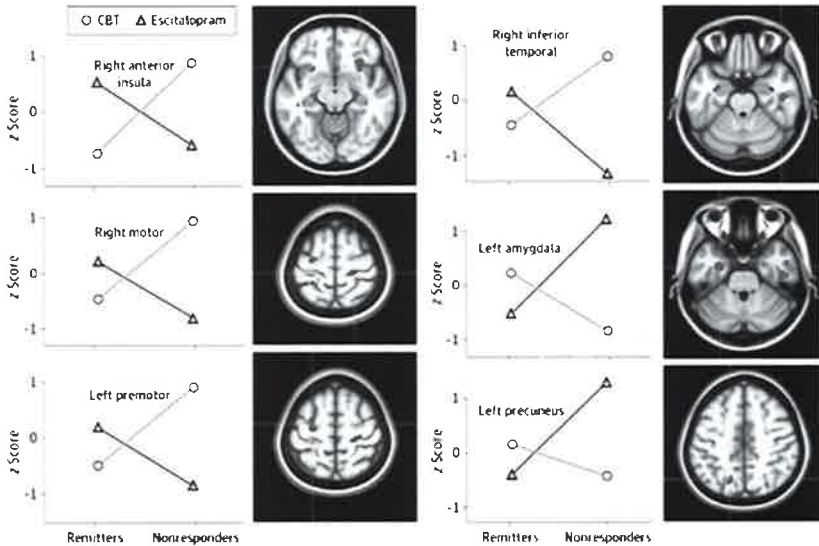 CBT Escitalopram
Right anterior
insula
z Score
1
0
-1
Right inferior
temporal
z Score
1
0
-1
Right motor
z Score
1
0
-1
Left amygdala
z Score
1
0
-1
Left premotor
z Score
1
0
-1
Remitters Nonresponders
Left precuneus
z Score
1
0
-1
Remitters Nonresponders